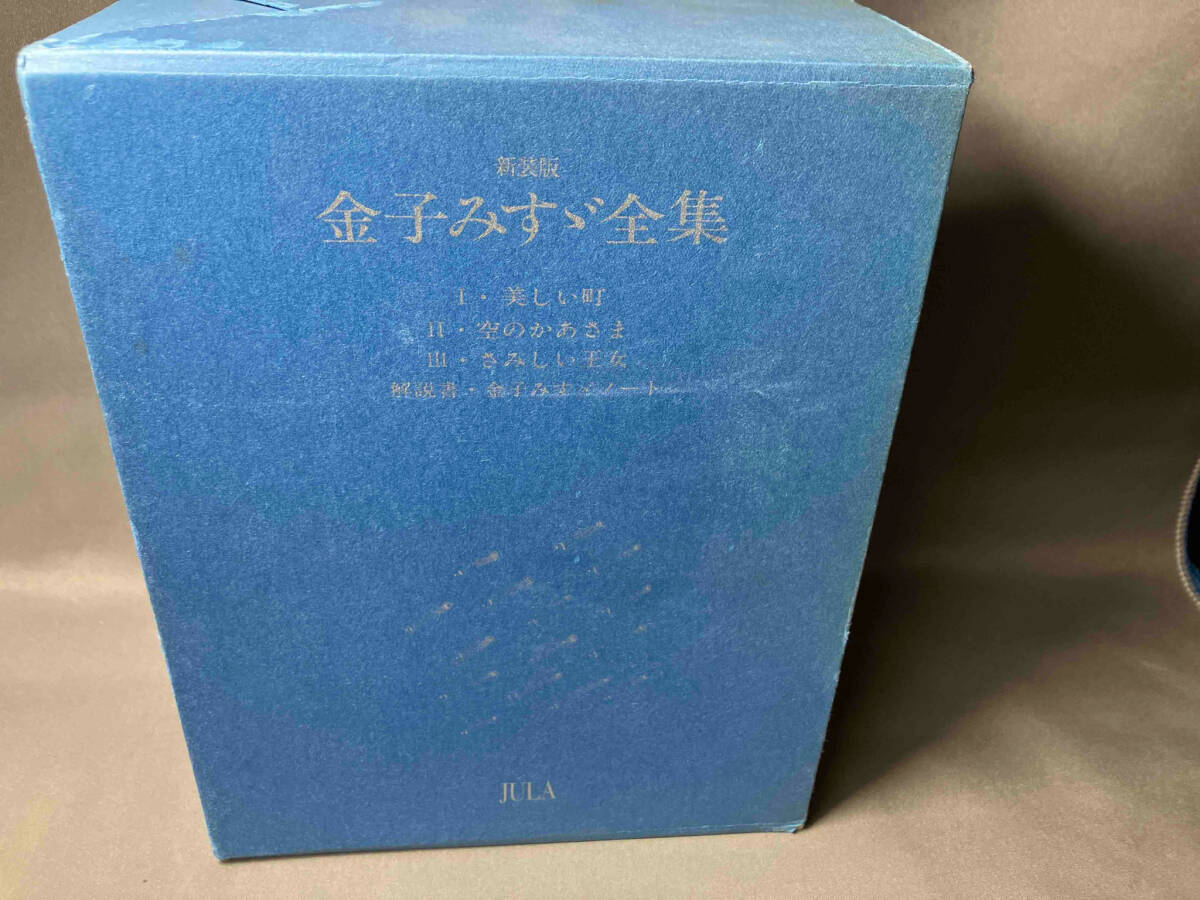 新装版
金子みすゞ全集
I・美しい町
II・空のかあさま
III・さみしい王女
解説書・金子みすゞノート
JULA